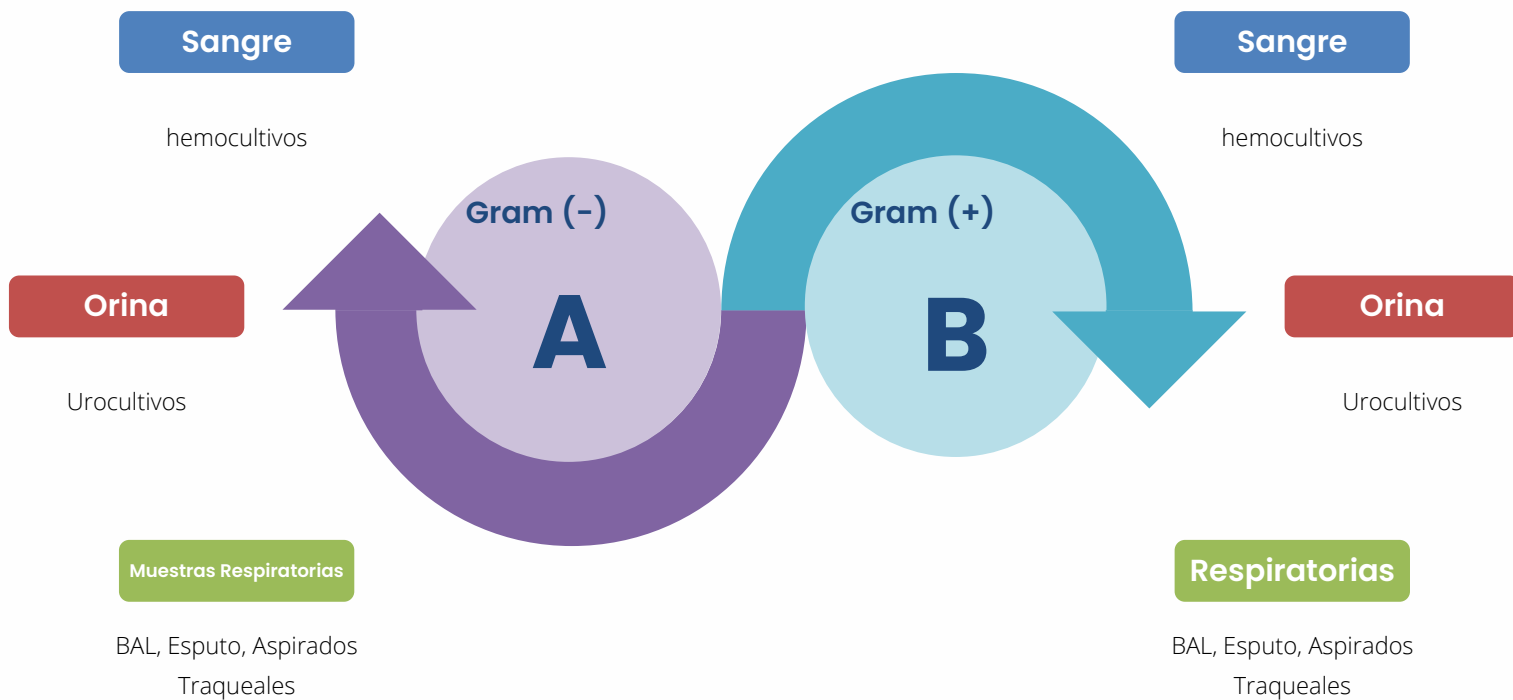 Sangre
hemocultivos
Orina
Urocultivos
Muestras Respiratorias
BAL, Esputo, Aspirados
Traqueales
Gram (-)
A
Gram (+)
B
Sangre
hemocultivos
Orina
Urocultivos
Respiratorias
BAL, Esputo, Aspirados
Traqueales